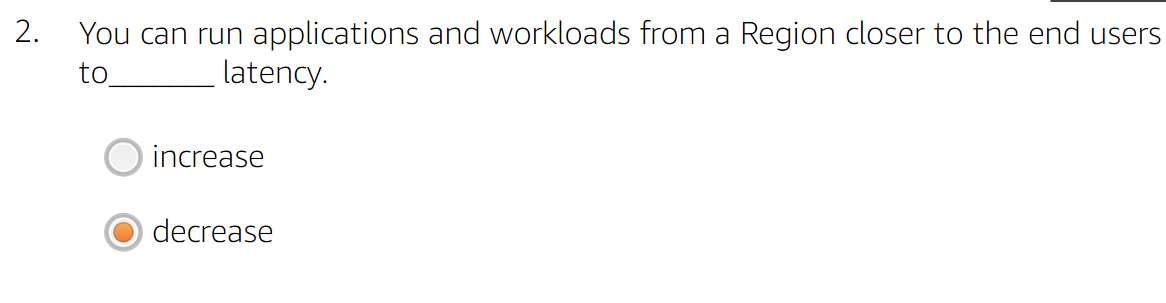 2. You can run applications and workloads from a Region closer to the end users
to_______ latency.
increase
decrease